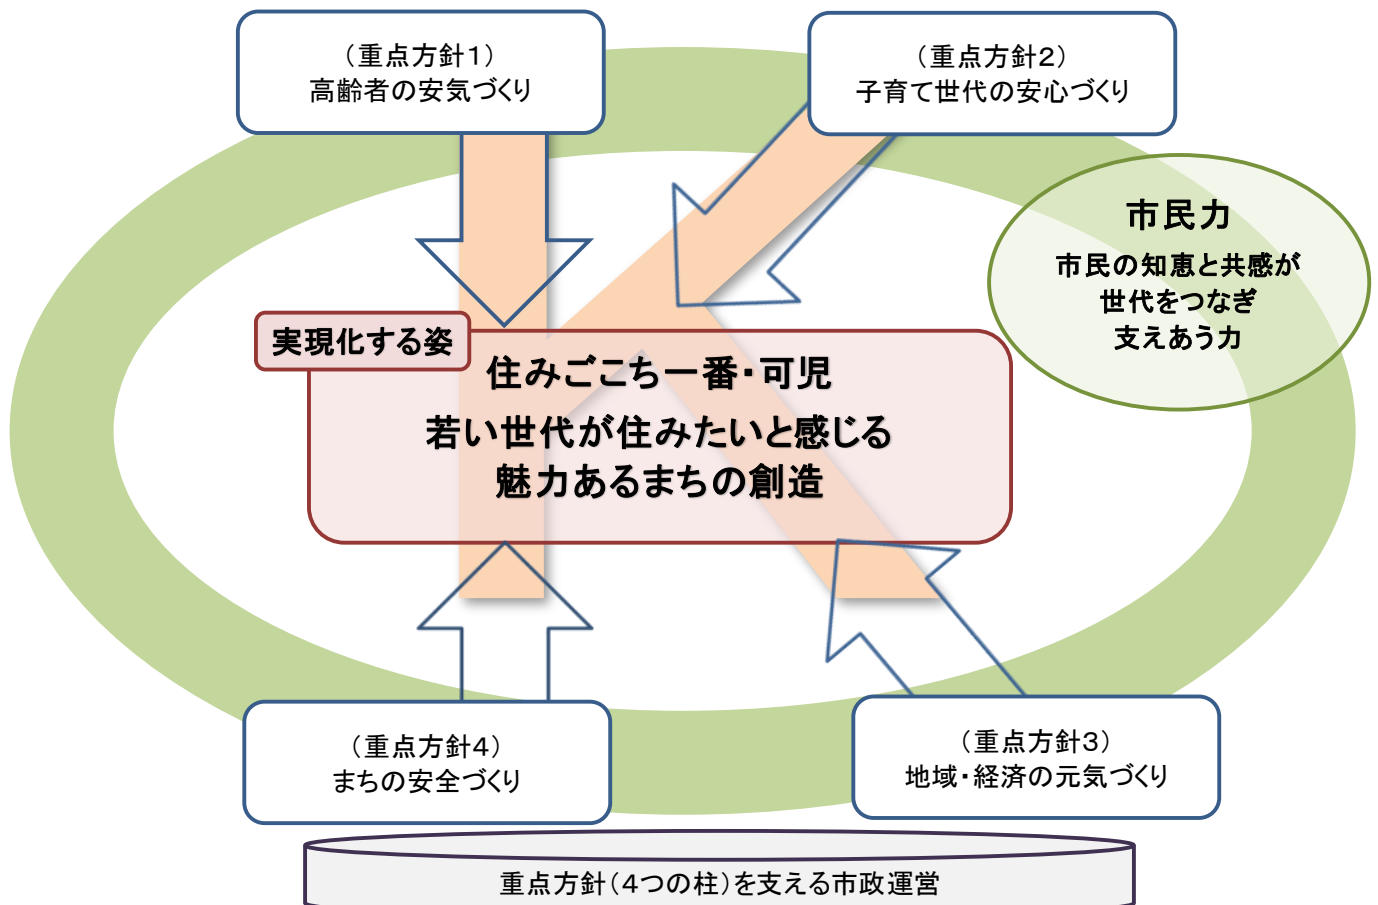 （重点方針１）
高齢者の安気づくり
（重点方針２）
子育て世代の安心づくり
市民力
市民の知恵と共感が
世代をつなぎ
支えあう力
実現化する姿
住みごこち一番・可児
若い世代が住みたいと感じる
魅力あるまちの創造
（重点方針４）
まちの安全づくり
（重点方針３）
地域・経済の元気づくり
重点方針（４つの柱）を支える市政運営